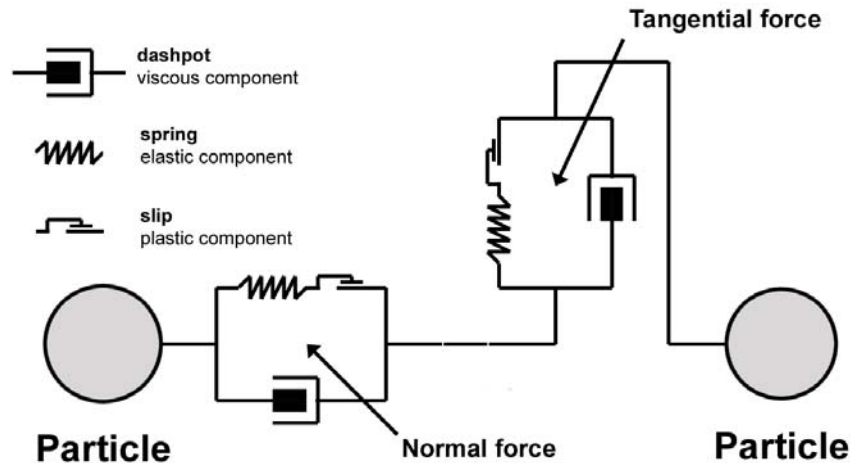 Tangential force
dashpot
viscous component
spring
elastic component
slip
plastic component
Normal force
Particle
Particle